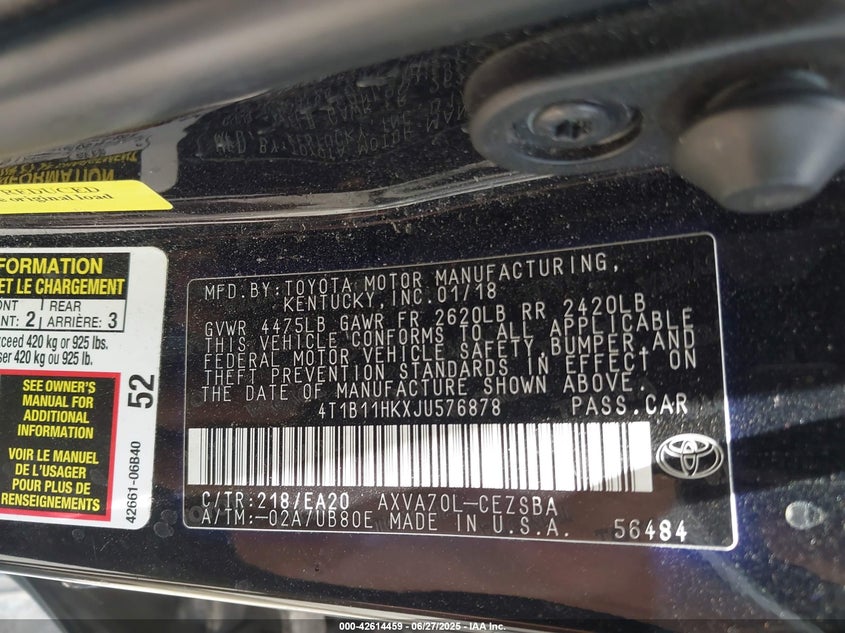 REDUCED
e original load
FORMATION
ET LE CHARGEMENT
ONT 2 REAR
NT: ARRIÈRE: 3
xceed 420 kg or 925 lbs.
ser 420 kg ou 925 lb.
SEE OWNER'S
MANUAL FOR
ADDITIONAL
INFORMATION
VOIR LE MANUEL
DE L'USAGER
POUR PLUS DE
RENSEIGNEMENTS
52
42661-06B40
MFD.BY:TOYOTA MOTOR MANUFACTURING,
KENTUCKY,INC.01/18
GVWR 4475LB GAWR FR 2620LB RR 2420LB
THIS VEHICLE CONFORMS TO ALL APPLICABLE
FEDERAL MOTOR VEHICLE SAFETY,BUMPER,AND
THEFT PREVENTION STANDARDS IN EFFECT ON
THE DATE OF MANUFACTURE SHOWN ABOVE.
4T1B11HKXJU576878 PASS.CAR
C/TR:218/EA20 AXVA70L-CEZSBA
A/TM:-02A/UB80E MADE IN U.S.A. 56484
000-42614459 - 06/27/2025 - IAA Inc.